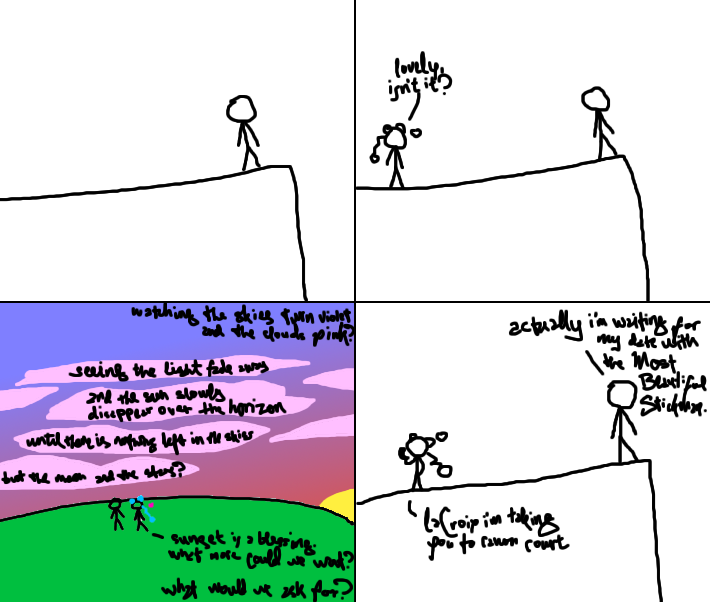 lovely,
isn't it?
watching the skies turn violet
and the clouds pink?
seeing the light fade away
and the sun slowly
disappear over the horizon
until there is nothing left in the skies
but the moon and the stars?
sunset is a blessing.
what more could we want?
what would we ask for?
actually i'm waiting for
my date with
the Most
Beautiful
i'm taking
you to court